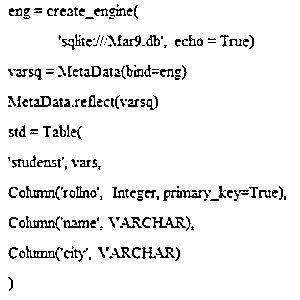 eng = create_engine(
'sqlite:///Mar9.db', echo = True)
varsq = MetaData(bind=eng)
MetaData.reflect(varsq)
std = Table(
'studenst', vars,
Column('rollno', Integer, primary_key=True),
Column('name', VARCHAR),
Column('city', VARCHAR)
)